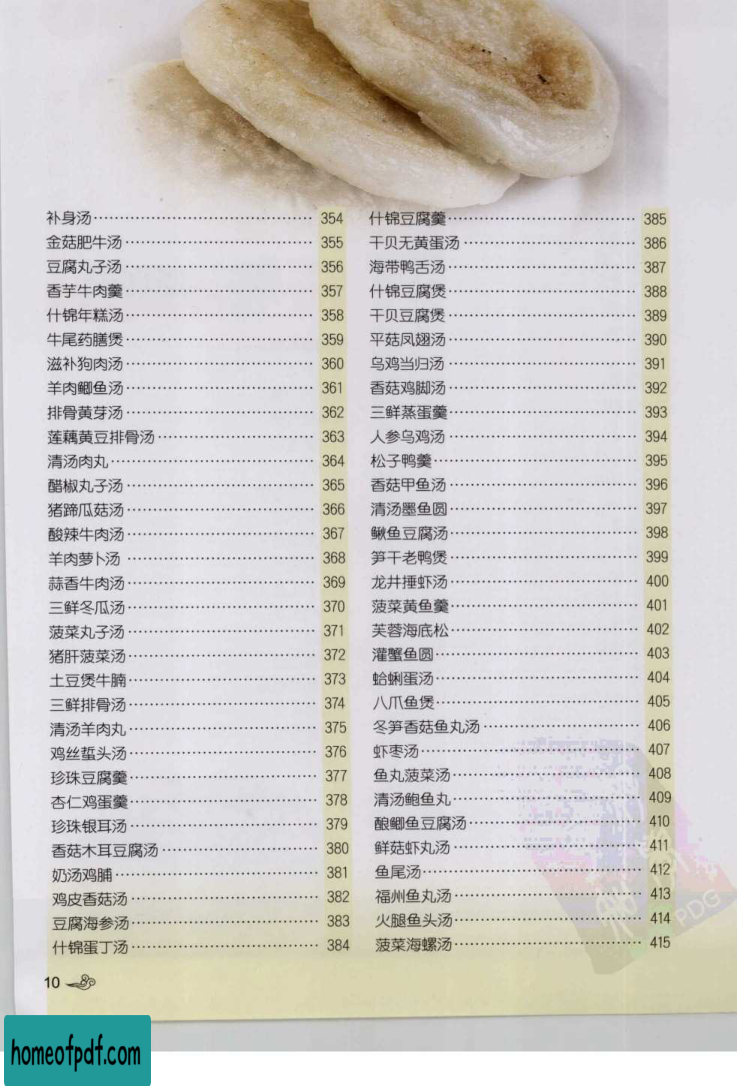 补身汤 354
金菇肥牛汤 355
豆腐丸子汤 356
香芋牛肉羹 357
什锦年糕汤 358
牛尾药膳煲 359
滋补狗肉汤 360
羊肉鲫鱼汤 361
排骨黄芽汤 362
莲藕黄豆排骨汤 363
清汤肉丸 364
醋椒丸子汤 365
猪蹄瓜菇汤 366
酸辣牛肉汤 367
羊肉萝卜汤 368
蒜香牛肉汤 369
三鲜冬瓜汤 370
菠菜丸子汤 371
猪肝菠菜汤 372
土豆煲牛腩 373
三鲜排骨汤 374
清汤羊肉丸 375
鸡丝蜇头汤 376
珍珠豆腐羹 377
杏仁鸡蛋羹 378
珍珠银耳汤 379
香菇木耳豆腐汤 380
奶汤鸡脯 381
鸡皮香菇汤 382
豆腐海参汤 383
什锦蛋丁汤 384
什锦豆腐羹 385
干贝无黄蛋汤 386
海带鸭舌汤 387
什锦豆腐煲 388
干贝豆腐煲 389
平菇凤翅汤 390
乌鸡当归汤 391
香菇鸡脚汤 392
三鲜蒸蛋羹 393
人参乌鸡汤 394
松子鸭羹 395
香菇甲鱼汤 396
清汤墨鱼圆 397
鳅鱼豆腐汤 398
笋干老鸭煲 399
龙井捶虾汤 400
菠菜黄鱼羹 401
芙蓉海底松 402
灌蟹鱼圆 403
蛤蜊蛋汤 404
八爪鱼煲 405
冬笋香菇鱼丸汤 406
虾枣汤 407
鱼丸菠菜汤 408
清汤鲍鱼丸 409
酿鲫鱼豆腐汤 410
鲜菇虾丸汤 411
鱼尾汤 412
福州鱼丸汤 413
火腿鱼头汤 414
菠菜海螺汤 415
PDG
10
homeofpdf.com